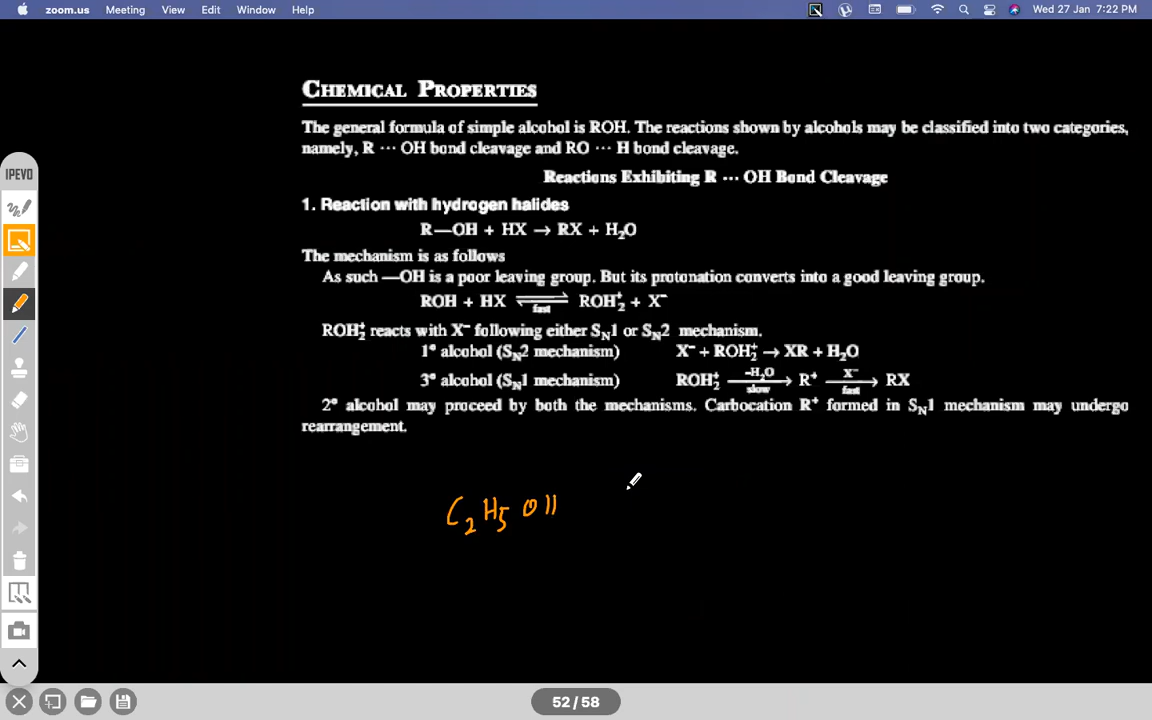 zoom.us Meeting View Edit Window Help Wed 27 Jan 7:22 PM
IPEVO
CHEMICAL PROPERTIES
The general formula of simple alcohol is ROH. The reactions shown by alcohols may be classified into two categories,
namely, R ··· OH bond cleavage and RO ··· H bond cleavage.
Reactions Exhibiting R ··· OH Bond Cleavage
1. Reaction with hydrogen halides
R—OH + HX → RX + H₂O
The mechanism is as follows
As such —OH is a poor leaving group. But its protonation converts into a good leaving group.
ROH + HX ⇌ ROH₂⁺ + X⁻
fast
ROH₂⁺ reacts with X⁻ following either SN1 or SN2 mechanism.
1° alcohol (SN2 mechanism) X⁻ + ROH₂⁺ → XR + H₂O
3° alcohol (SN1 mechanism) ROH₂⁺ –H₂O slow → R⁺ X⁻ fast → RX
2° alcohol may proceed by both the mechanisms. Carbocation R⁺ formed in SN1 mechanism may undergo
rearrangement.
C₂H₅OH
52 / 58